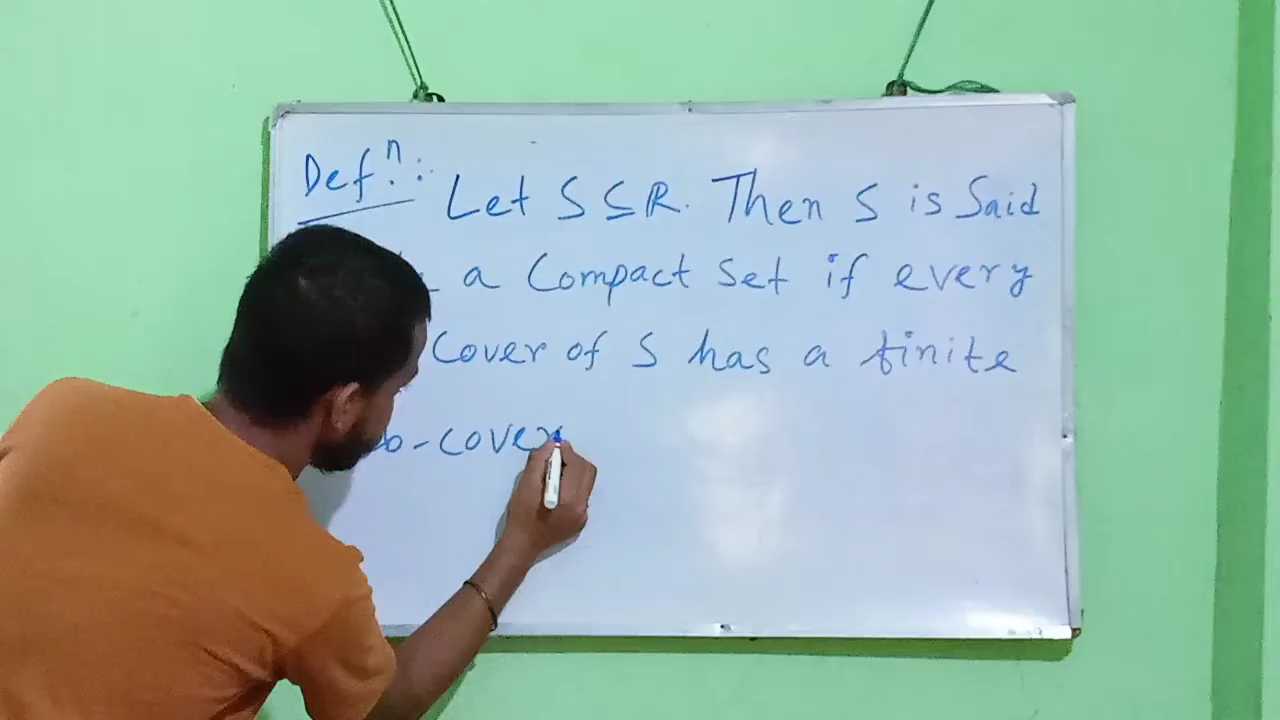 Defⁿ.: Let S ⊆ R. Then S is Said
a Compact Set if every
Cover of S has a finite
-cover